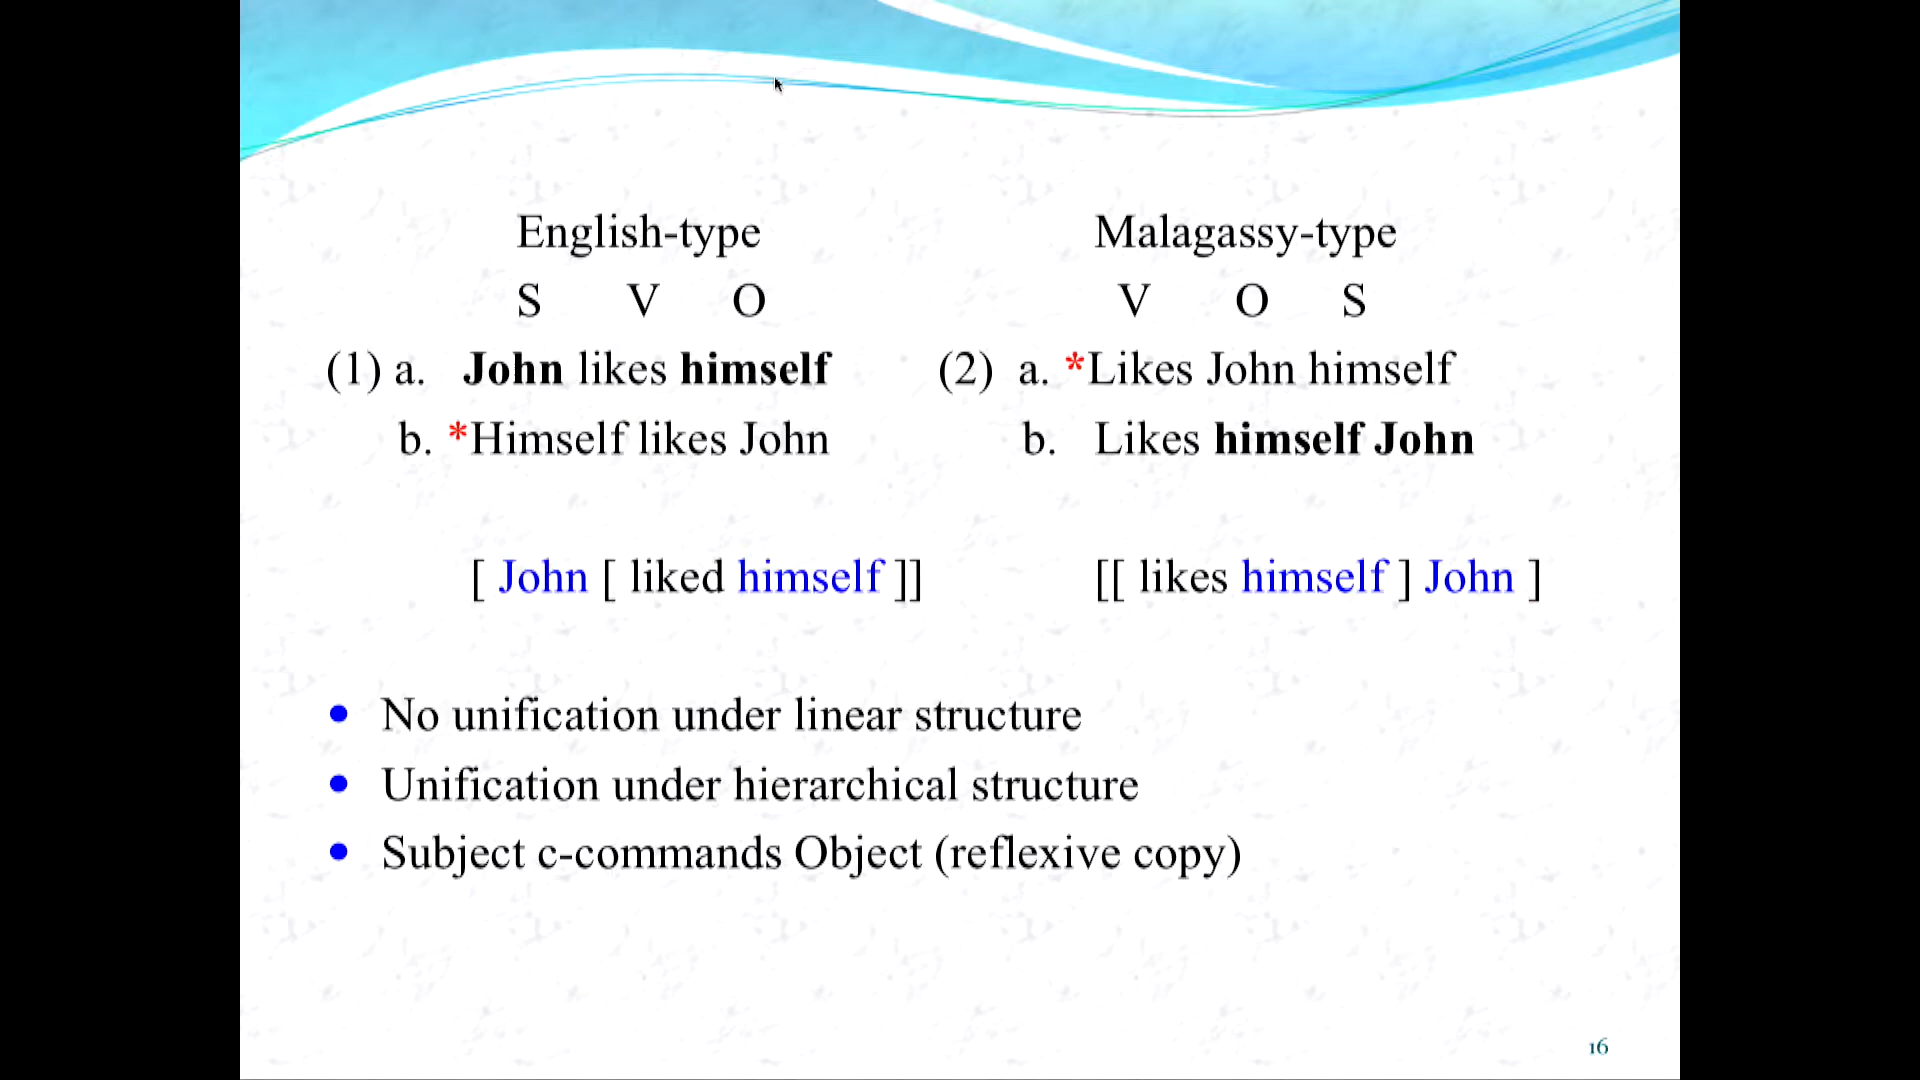 English-type Malagassy-type
S V O V O S
(1) a. John likes himself (2) a. *Likes John himself
b. *Himself likes John b. Likes himself John
[ John [ liked himself ]] [[ likes himself ] John ]
• No unification under linear structure
• Unification under hierarchical structure
• Subject c-commands Object (reflexive copy)
16